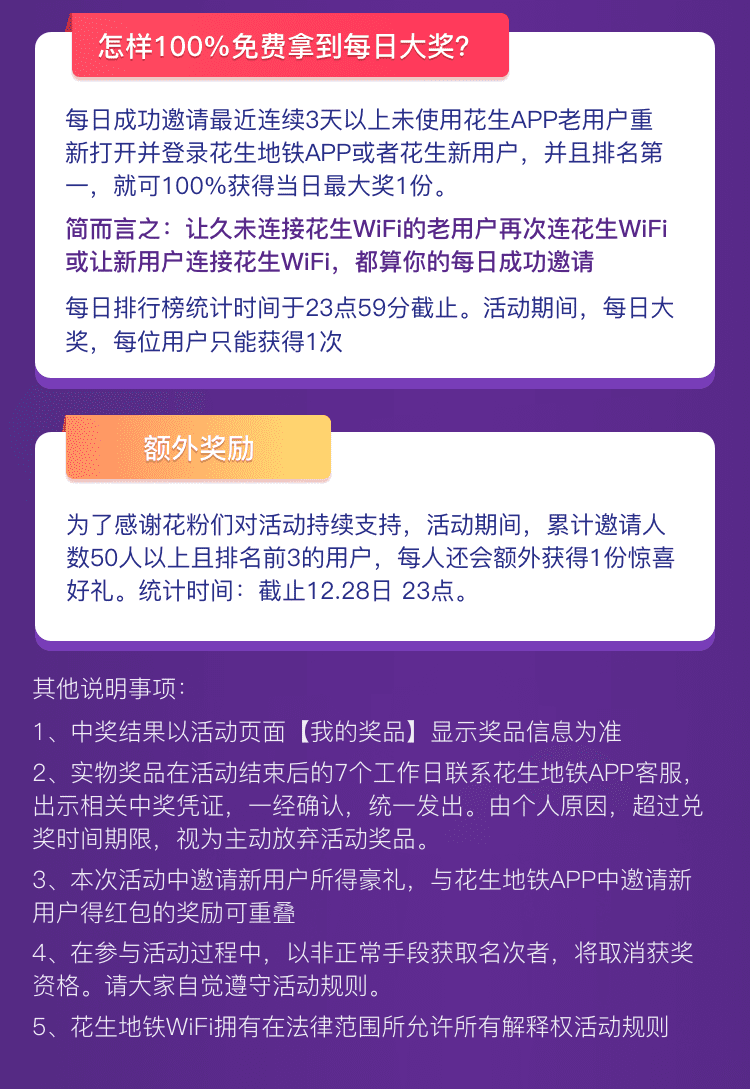 怎样100%免费拿到每日大奖?
每日成功邀请最近连续3天以上未使用花生APP老用户重
新打开并登录花生地铁APP或者花生新用户，并且排名第
一，就可100%获得当日最大奖1份。
简而言之：让久未连接花生WiFi的老用户再次连花生WiFi
或让新用户连接花生WiFi，都算你的每日成功邀请
每日排行榜统计时间于23点59分截止。活动期间，每日大
奖，每位用户只能获得1次
额外奖励
为了感谢花粉们对活动持续支持，活动期间，累计邀请人
数50人以上且排名前3的用户，每人还会额外获得1份惊喜
好礼。统计时间：截止12.28日 23点。
其他说明事项：
1、中奖结果以活动页面【我的奖品】显示奖品信息为准
2、实物奖品在活动结束后的7个工作日联系花生地铁APP客服，
出示相关中奖凭证，一经确认，统一发出。由个人原因，超过兑
奖时间期限，视为主动放弃活动奖品。
3、本次活动中邀请新用户所得豪礼，与花生地铁APP中邀请新
用户得红包的奖励可重叠
4、在参与活动过程中，以非正常手段获取名次者，将取消获奖
资格。请大家自觉遵守活动规则。
5、花生地铁WiFi拥有在法律范围所允许所有解释权活动规则